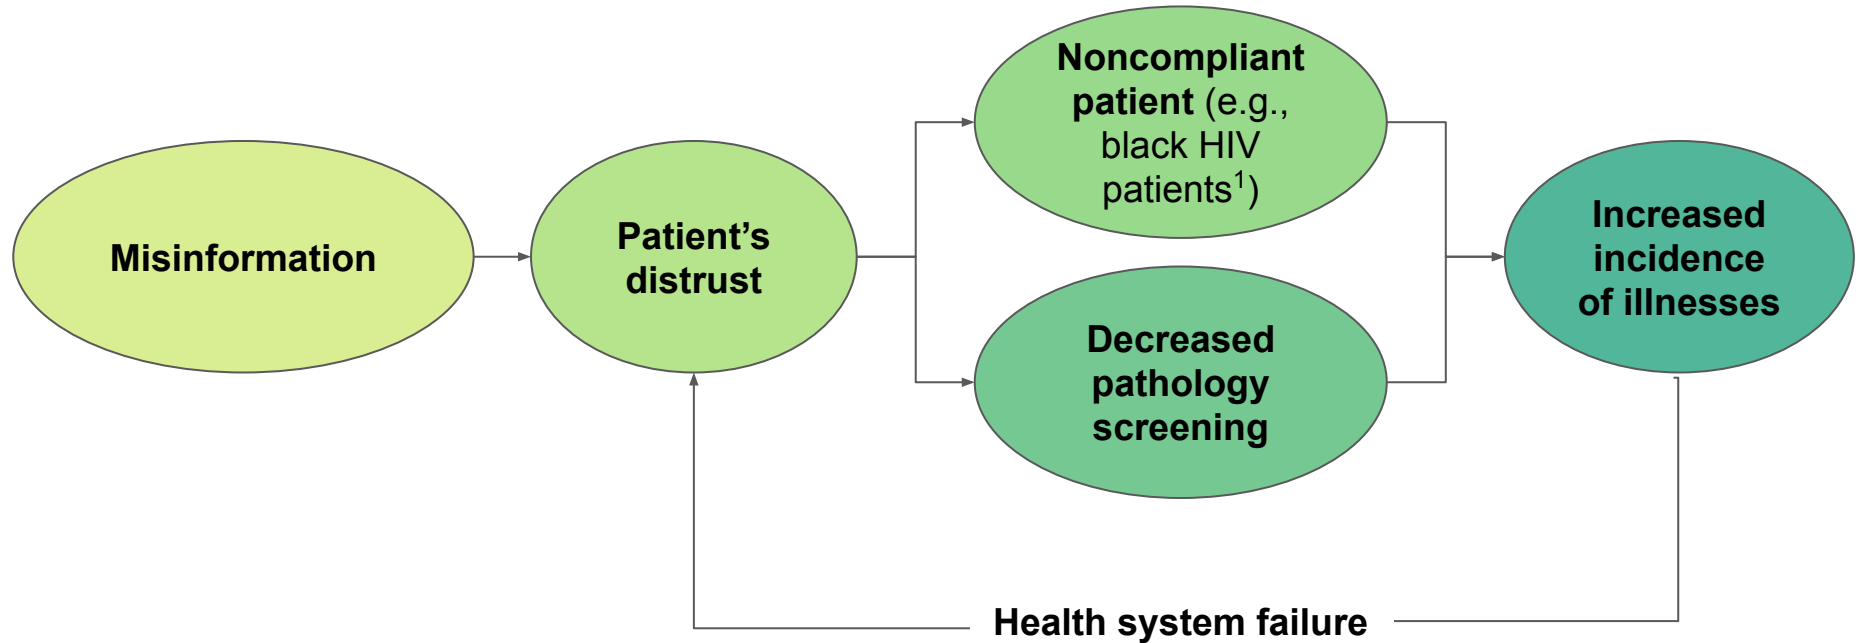 Misinformation
Patient’s
distrust
Noncompliant
patient (e.g.,
black HIV
patients¹)
Decreased
pathology
screening
Increased
incidence
of illnesses
Health system failure